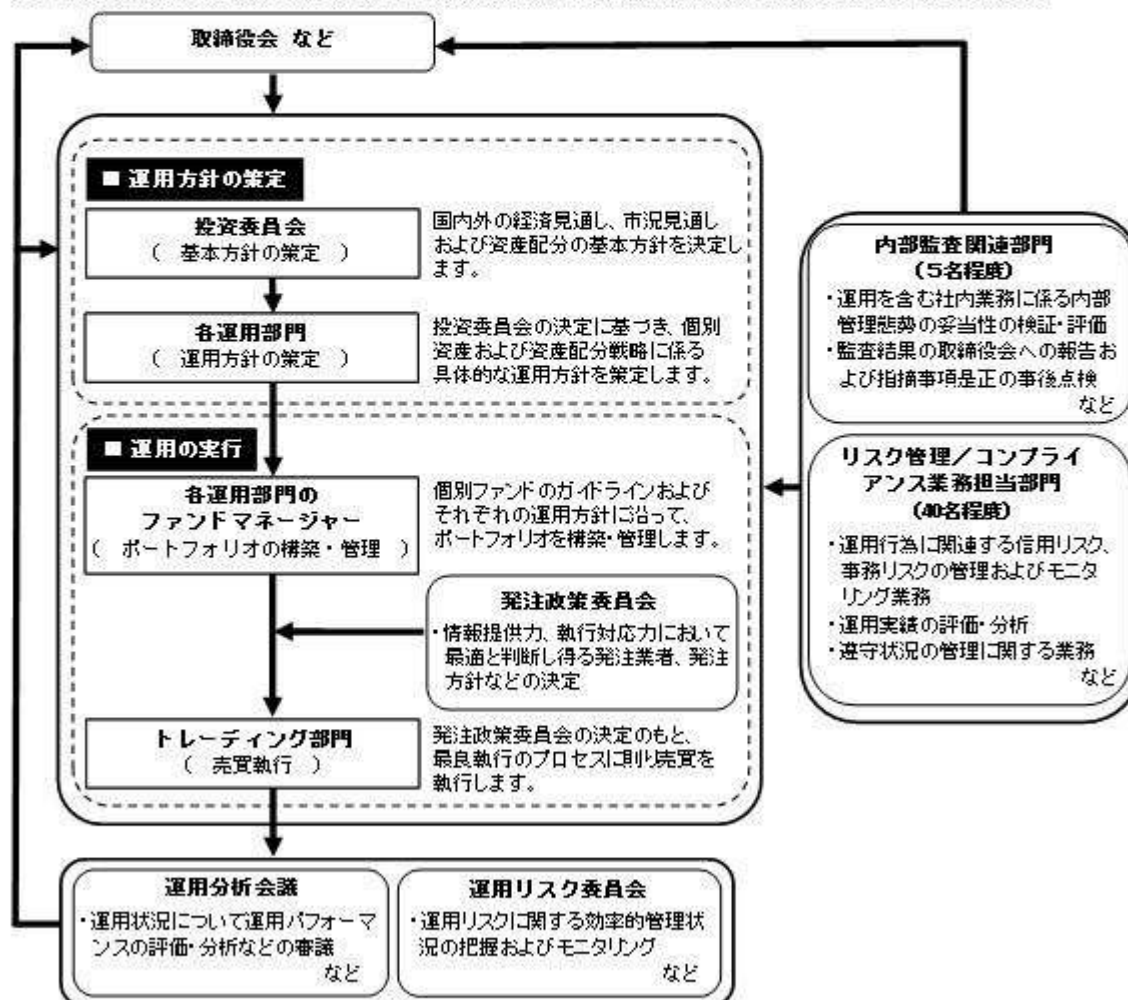 取締役会 など
■ 運用方針の策定
投資委員会
( 基本方針の策定 )
国内外の経済見通し、市況見通し
および資産配分の基本方針を決定し
ます。
各運用部門
( 運用方針の策定 )
投資委員会の決定に基づき、個別
資産および資産配分戦略に係る
具体的な運用方針を策定します。
■ 運用の実行
各運用部門の
ファンドマネージャー
( ポートフォリオの構築・管理 )
個別ファンドのガイドラインおよび
それぞれの運用方針に沿って、
ポートフォリオを構築・管理します。
発注政策委員会
・情報提供力、執行対応力において
最適と判断し得る発注業者、発注
方針などの決定
トレーディング部門
( 売買執行 )
発注政策委員会の決定のもと、
最良執行のプロセスに則り売買を
執行します。
運用分析会議
・運用状況について運用パフォーマ
ンスの評価・分析などの審議
など
運用リスク委員会
・運用リスクに関する効率的管理状
況の把握およびモニタリング
など
内部監査関連部門
(5名程度)
・運用を含む社内業務に係る内部
管理態勢の妥当性の検証・評価
・監査結果の取締役会への報告お
よび指摘事項是正の事後点検
など
リスク管理/コンプライ
アンス業務担当部門
(40名程度)
・運用行為に関連する信用リスク、
事務リスクの管理およびモニタ
リング業務
・運用実績の評価・分析
・遵守状況の管理に関する業務
など